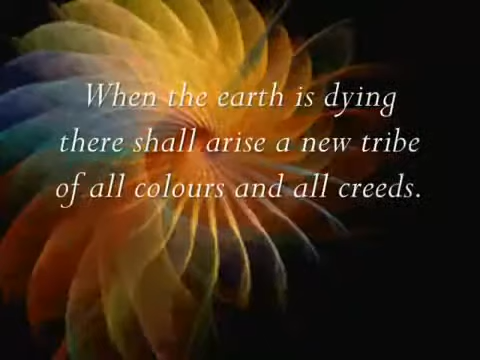 When the earth is dying
there shall arise a new tribe
of all colours and all creeds.